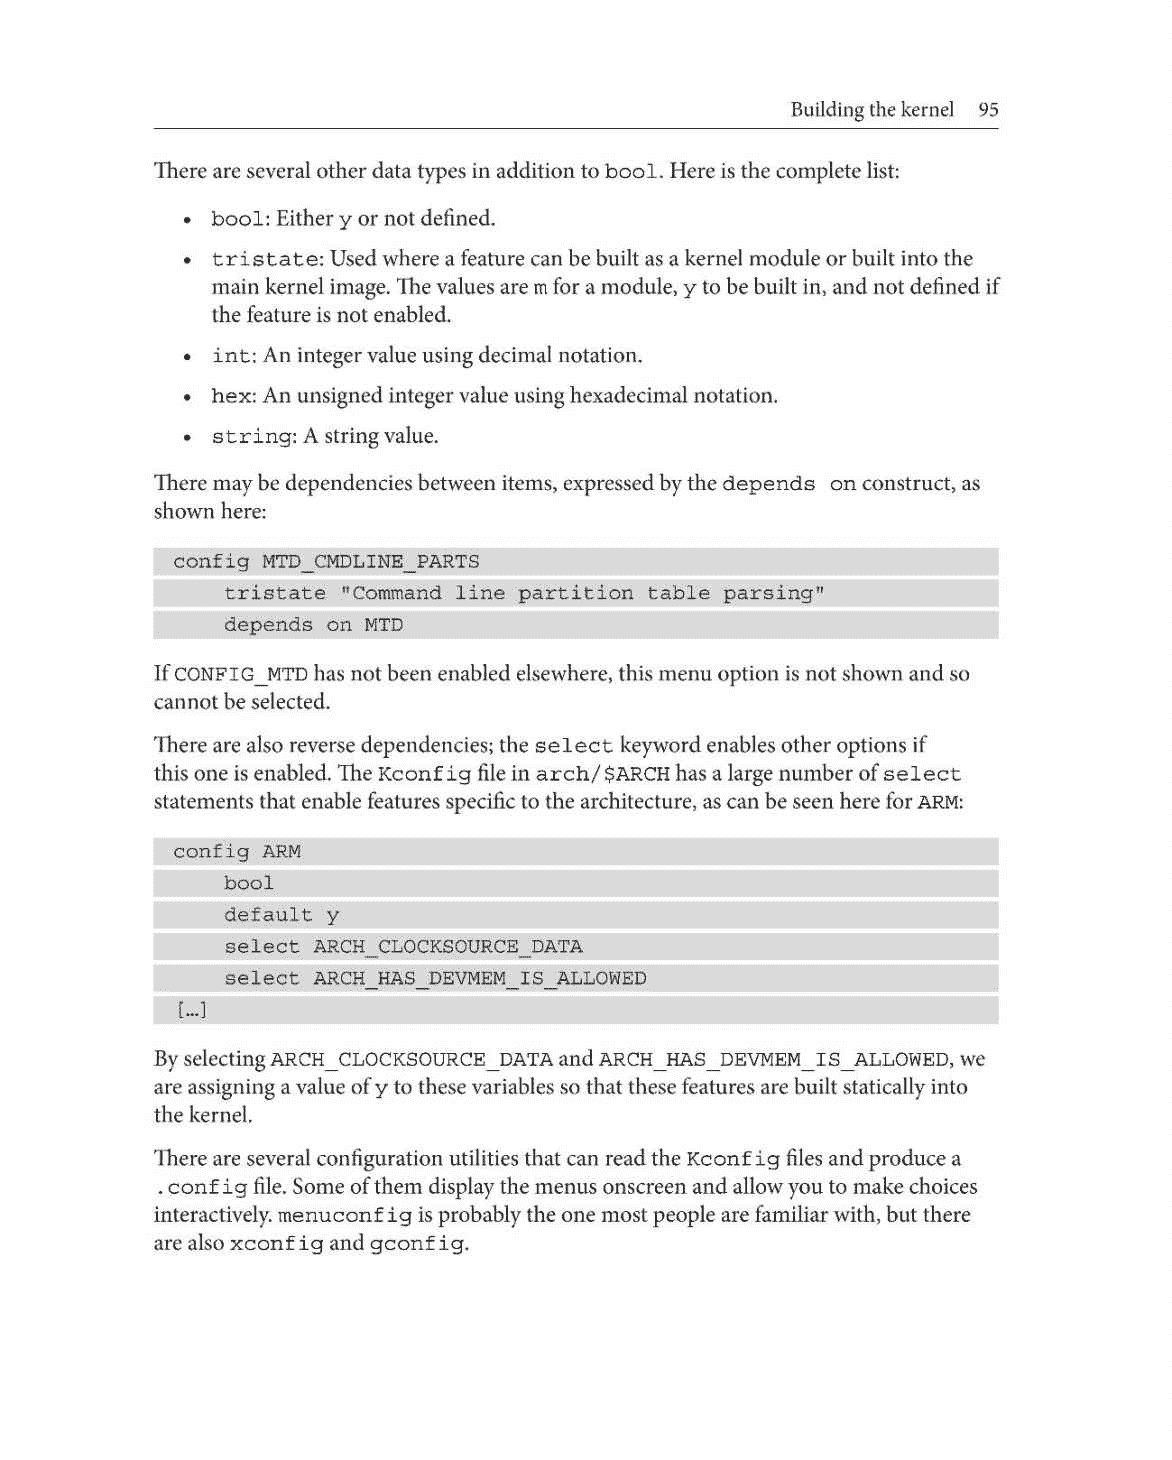 Building the kernel 95
There are several other data types in addition to bool. Here is the complete list:
• bool: Either y or not defined.
• tristate: Used where a feature can be built as a kernel module or built into the
main kernel image. The values are m for a module, y to be built in, and not defined if
the feature is not enabled.
• int: An integer value using decimal notation.
• hex: An unsigned integer value using hexadecimal notation.
• string: A string value.
There may be dependencies between items, expressed by the depends on construct, as
shown here:
config MTD_CMDLINE_PARTS
tristate "Command line partition table parsing"
depends on MTD
If CONFIG_MTD has not been enabled elsewhere, this menu option is not shown and so
cannot be selected.
There are also reverse dependencies; the select keyword enables other options if
this one is enabled. The Kconfig file in arch/$ARCH has a large number of select
statements that enable features specific to the architecture, as can be seen here for ARM:
config ARM
bool
default y
select ARCH_CLOCKSOURCE_DATA
select ARCH_HAS_DEVMEM_IS_ALLOWED
[…]
By selecting ARCH_CLOCKSOURCE_DATA and ARCH_HAS_DEVMEM_IS_ALLOWED, we
are assigning a value of y to these variables so that these features are built statically into
the kernel.
There are several configuration utilities that can read the Kconfig files and produce a
.config file. Some of them display the menus onscreen and allow you to make choices
interactively. menuconfig is probably the one most people are familiar with, but there
are also xconfig and gconfig.